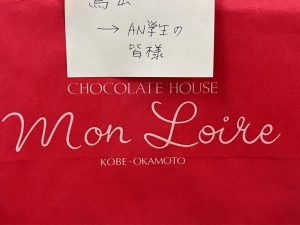 → AN学生の
皆様
CHOCOLATE HOUSE
Mon Loire
KOBE·OKAMOTO